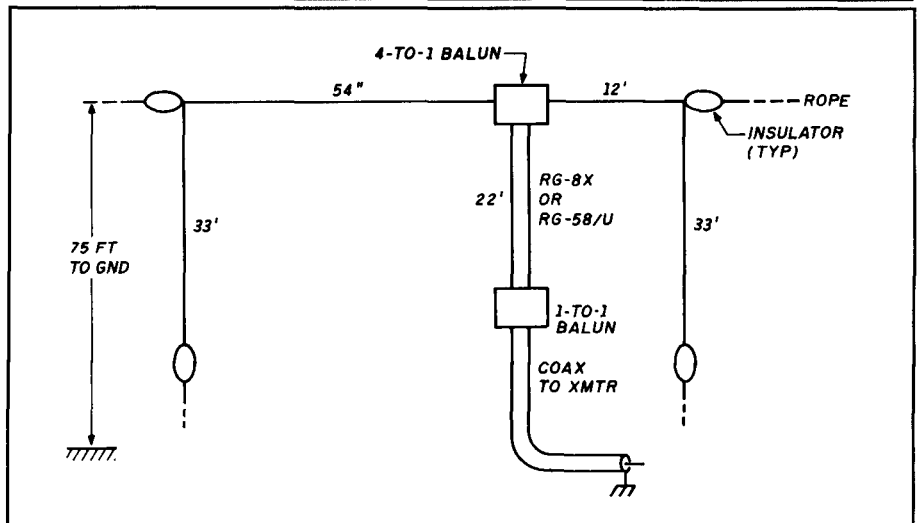 4-TO-1 BALUN
54"
12'
ROPE
INSULATOR
(TYP)
RG-8X
OR
RG-58/U
22'
33'
33'
75 FT
TO GND
1-TO-1
BALUN
COAX
TO XMTR